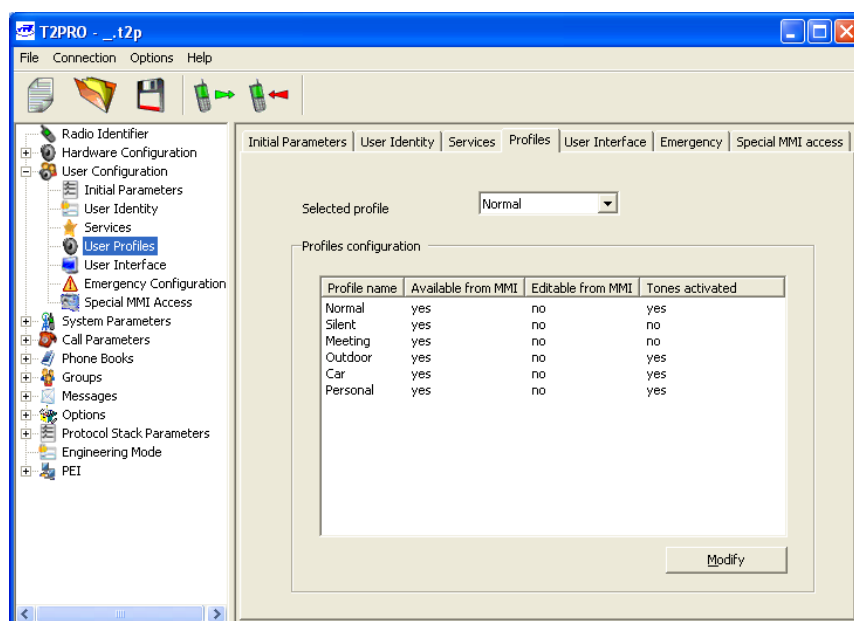 T2PRO - _.t2p
File Connection Options Help
Radio Identifier
Hardware Configuration
User Configuration
Initial Parameters
User Identity
Services
User Profiles
User Interface
Emergency Configuration
Special MMI Access
System Parameters
Call Parameters
Phone Books
Groups
Messages
Options
Protocol Stack Parameters
Engineering Mode
PEI
Initial Parameters User Identity Services Profiles User Interface Emergency Special MMI access
Selected profile Normal
Profiles configuration
Profile name Available from MMI Editable from MMI Tones activated
Normal yes no yes
Silent yes no no
Meeting yes no no
Outdoor yes no yes
Car yes no yes
Personal yes no yes
Modify